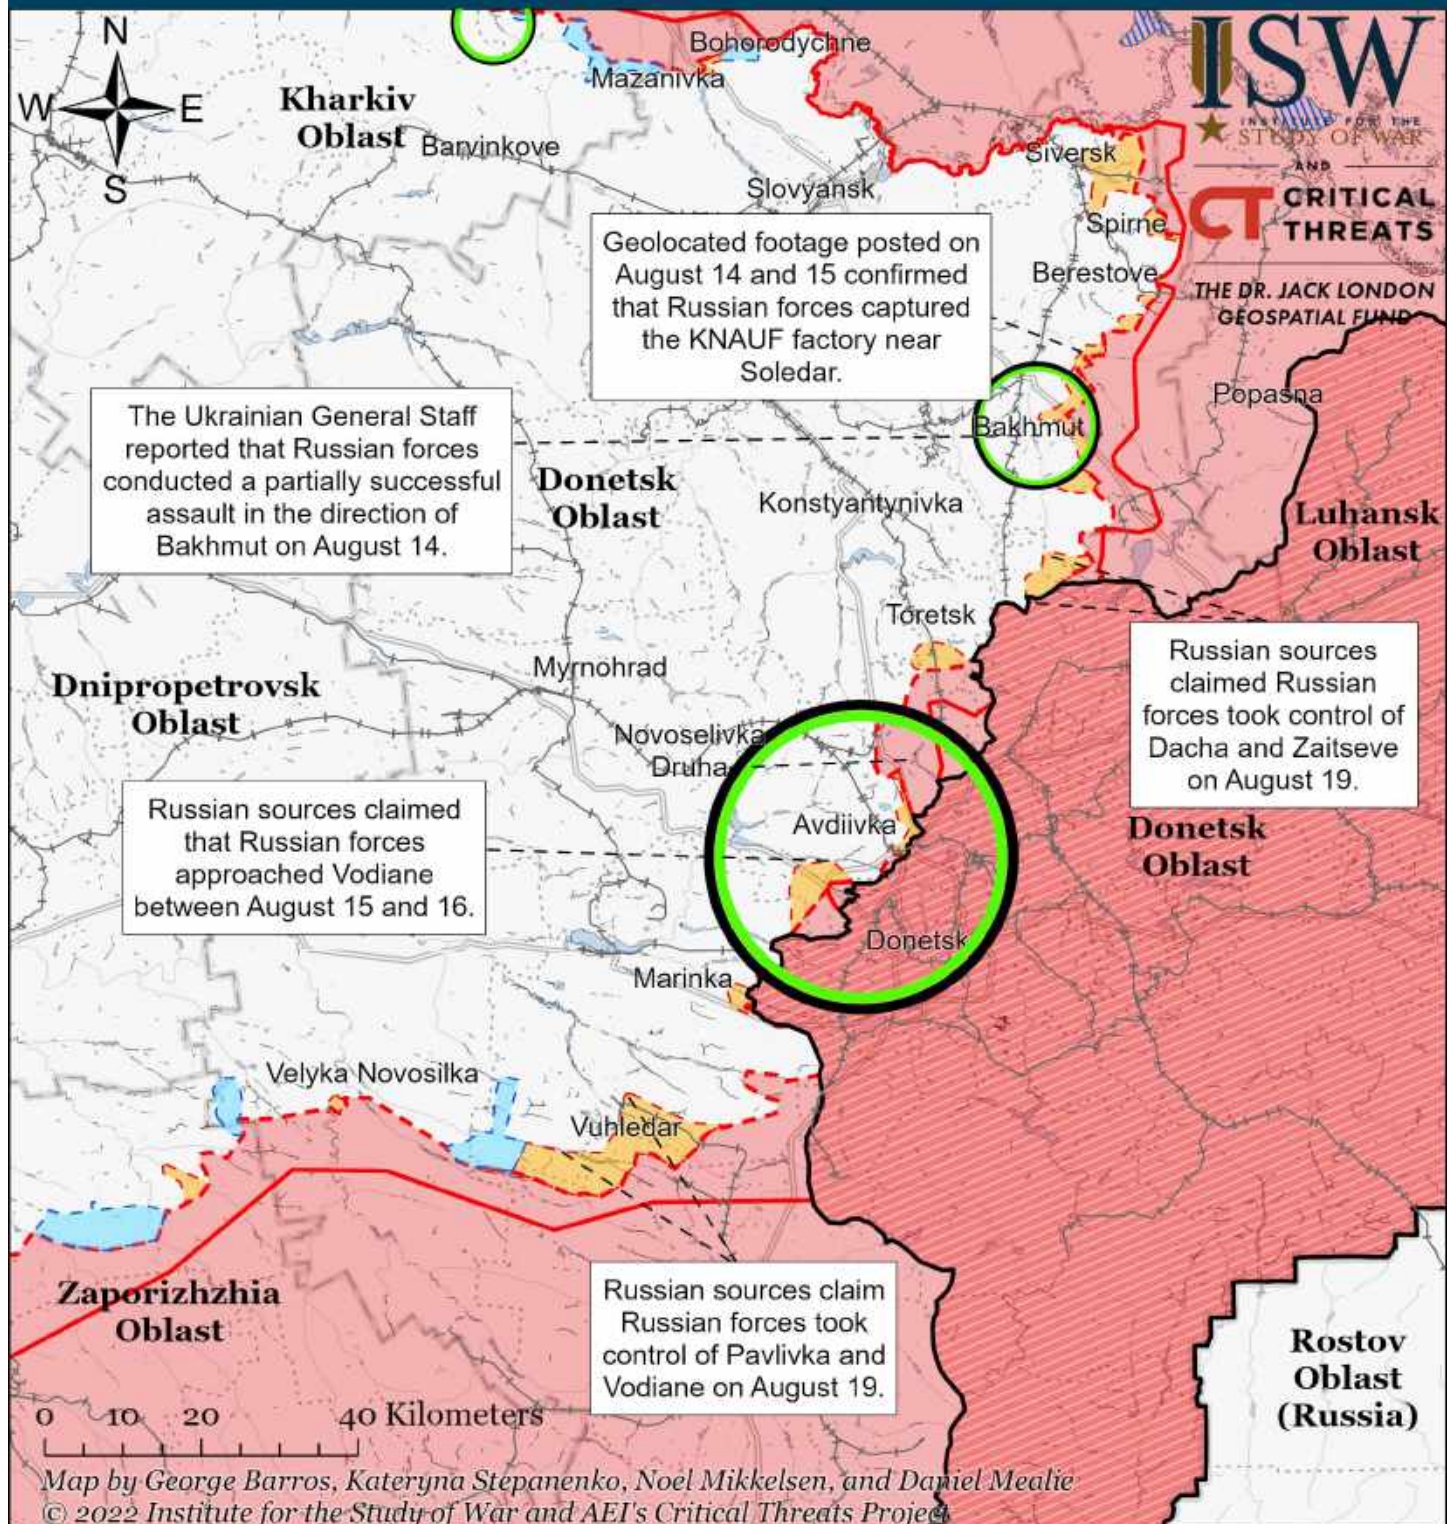 N
W
E
S
Kharkiv
Oblast
Barvinkove
Bohorodychne
Mazanivka
Slovyansk
Siversk
Spirne
Berestove
ISW
INSTITUTE FOR THE
STUDY OF WAR
AND
CT CRITICAL
THREATS
THE DR. JACK LONDON
GEOSPATIAL FUND
Geolocated footage posted on
August 14 and 15 confirmed
that Russian forces captured
the KNAUF factory near
Soledar.
Popasna
The Ukrainian General Staff
reported that Russian forces
conducted a partially successful
assault in the direction of
Bakhmut on August 14.
Bakhmut
Donetsk
Oblast
Konstyantynivka
Luhansk
Oblast
Toretsk
Russian sources
claimed Russian
forces took control of
Dacha and Zaitseve
on August 19.
Dnipropetrovsk
Oblast
Myrnohrad
Novoselivka
Druha
Russian sources claimed
that Russian forces
approached Vodiane
between August 15 and 16.
Avdiivka
Donetsk
Oblast
Donetsk
Marinka
Velyka Novosilka
Vuhledar
Zaporizhzhia
Oblast
Russian sources claim
Russian forces took
control of Pavlivka and
Vodiane on August 19.
Rostov
Oblast
(Russia)
0 10 20 40 Kilometers
Map by George Barros, Kateryna Stepanenko, Noel Mikkelsen, and Daniel Mealie
© 2022 Institute for the Study of War and AEI's Critical Threats Project